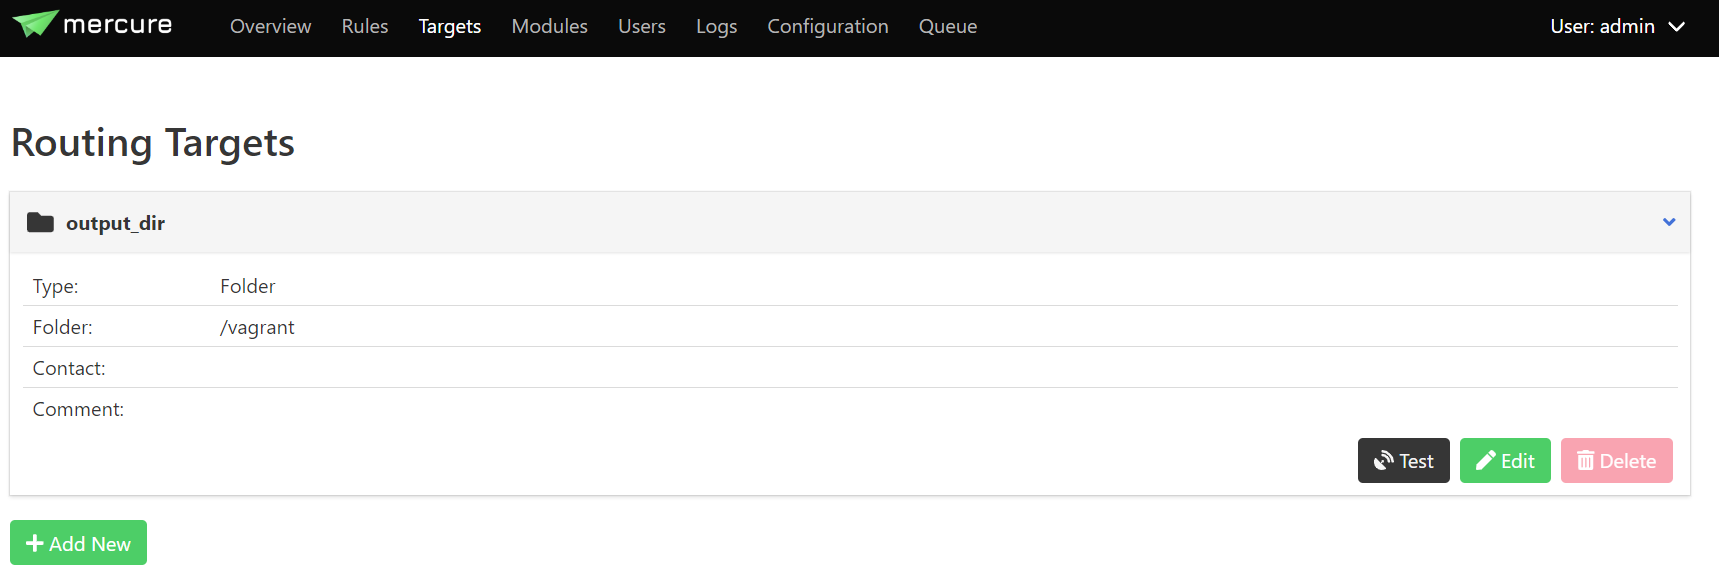 mercure Overview Rules Targets Modules Users Logs Configuration Queue User: admin
Routing Targets
output_dir
Type: Folder
Folder: /vagrant
Contact:
Comment:
Test Edit Delete
Add New